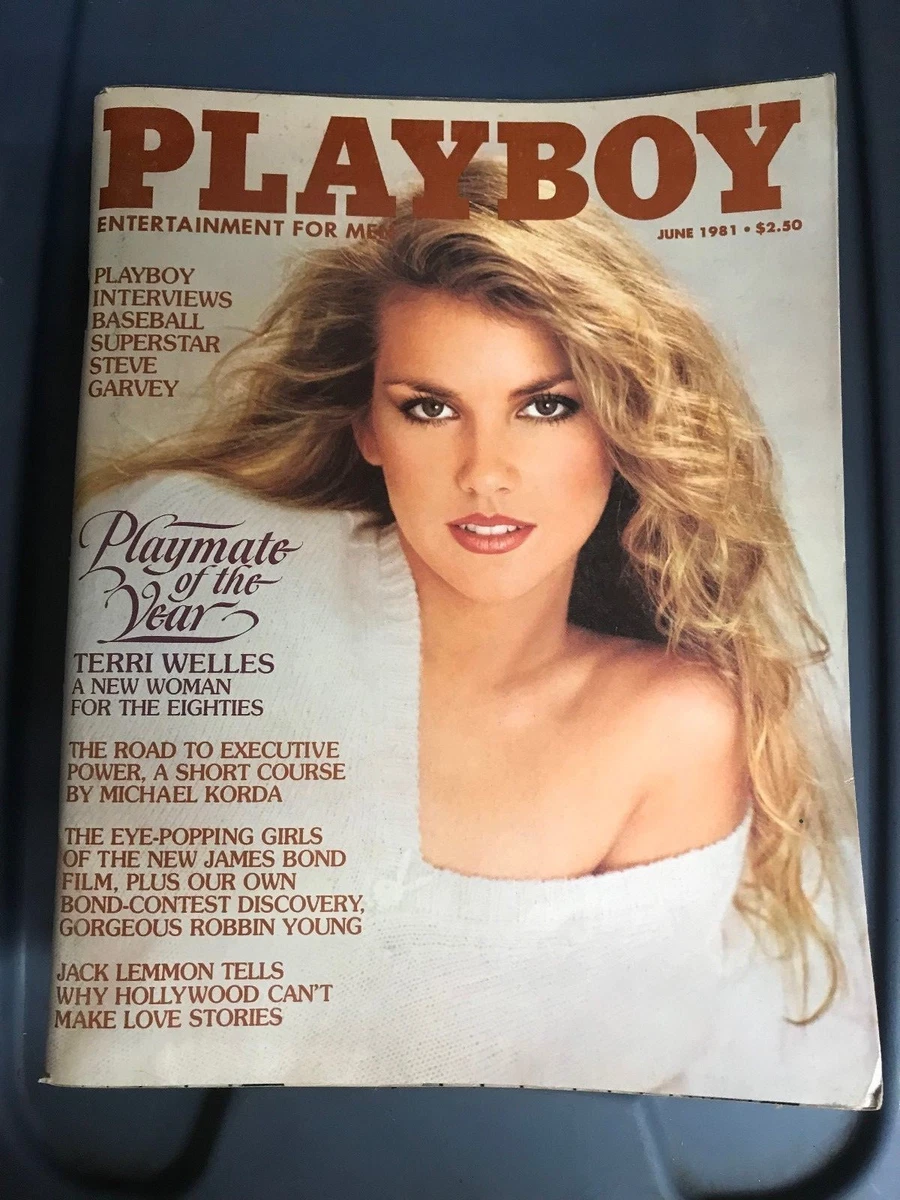 PLAYBOY
ENTERTAINMENT FOR MEN
JUNE 1981 • $2.50
PLAYBOY
INTERVIEWS
BASEBALL
SUPERSTAR
STEVE
GARVEY
Playmate
of the
Year
TERRI WELLES
A NEW WOMAN
FOR THE EIGHTIES
THE ROAD TO EXECUTIVE
POWER, A SHORT COURSE
BY MICHAEL KORDA
THE EYE-POPPING GIRLS
OF THE NEW JAMES BOND
FILM, PLUS OUR OWN
BOND-CONTEST DISCOVERY,
GORGEOUS ROBBIN YOUNG
JACK LEMMON TELLS
WHY HOLLYWOOD CAN'T
MAKE LOVE STORIES